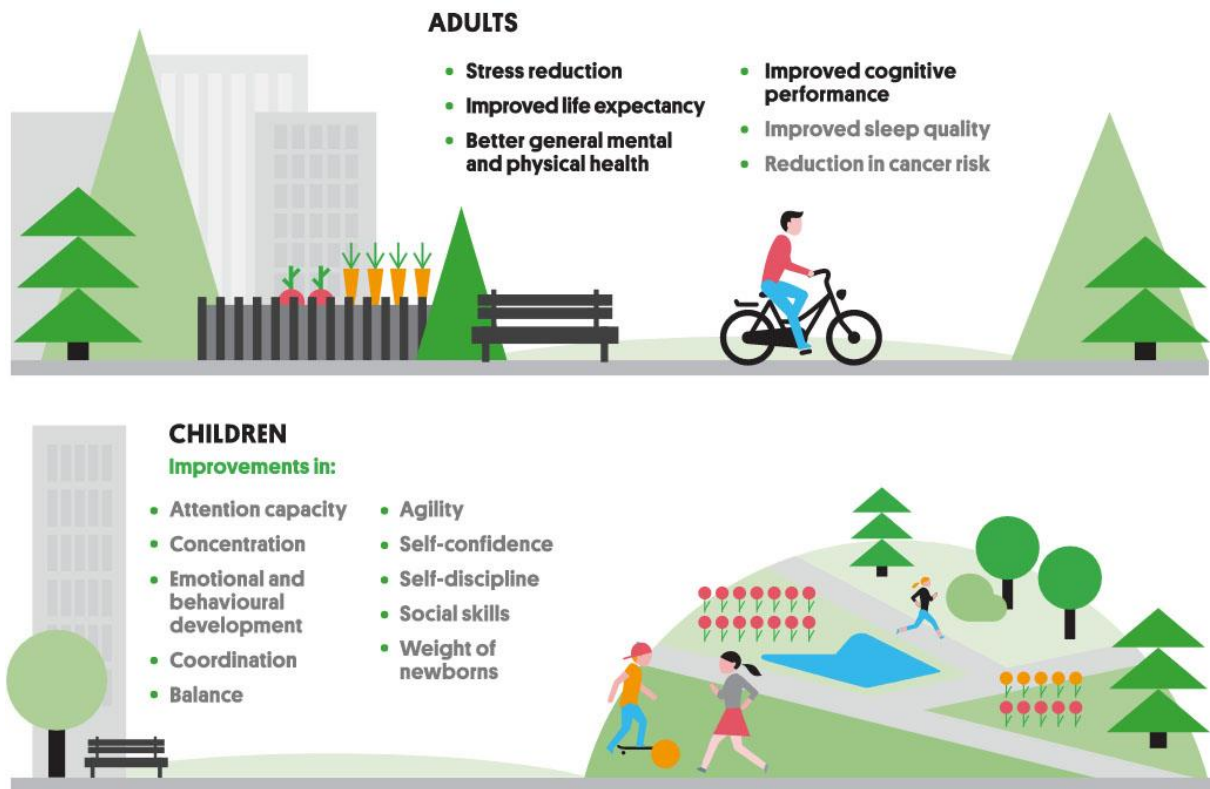 ADULTS
Stress reduction
Improved life expectancy
Better general mental
and physical health
Improved cognitive
performance
Improved sleep quality
Reduction in cancer risk
CHILDREN
Improvements in:
Attention capacity
Concentration
Emotional and
behavioural
development
Coordination
Balance
Agility
Self-confidence
Self-discipline
Social skills
Weight of
newborns